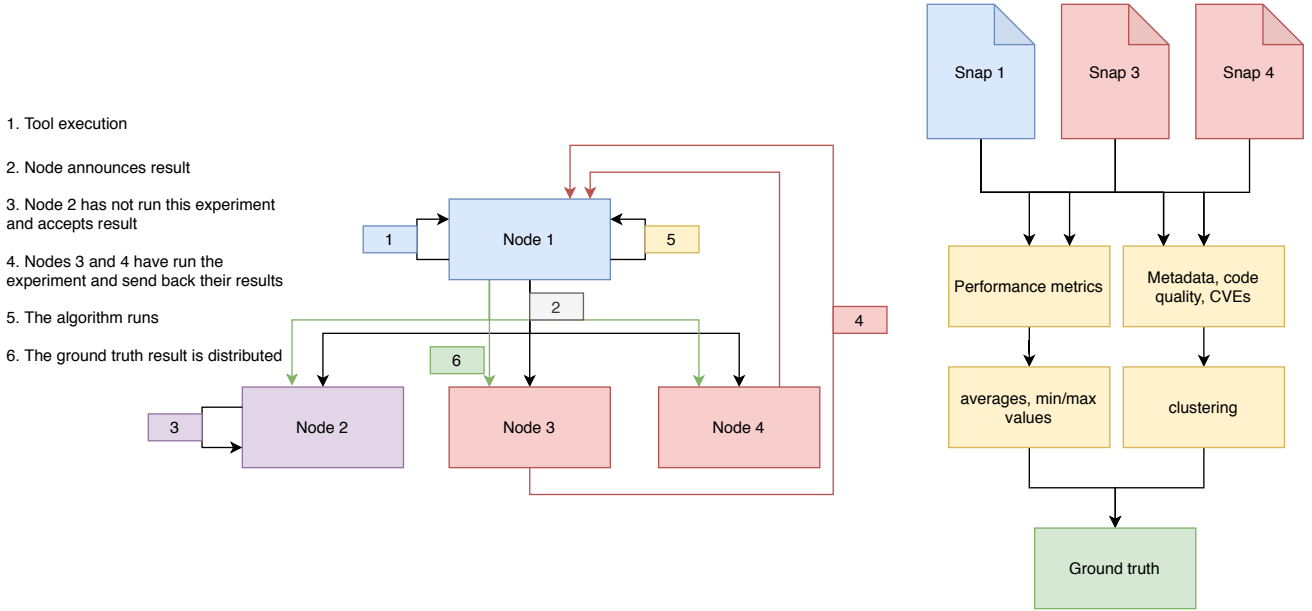 1. Tool execution
2. Node announces result
3. Node 2 has not run this experiment
and accepts result
4. Nodes 3 and 4 have run the
experiment and send back their results
5. The algorithm runs
6. The ground truth result is distributed
1
Node 1
5
2
4
6
3
Node 2
Node 3
Node 4
Snap 1
Snap 3
Snap 4
Performance metrics
Metadata, code
quality, CVEs
averages, min/max
values
clustering
Ground truth